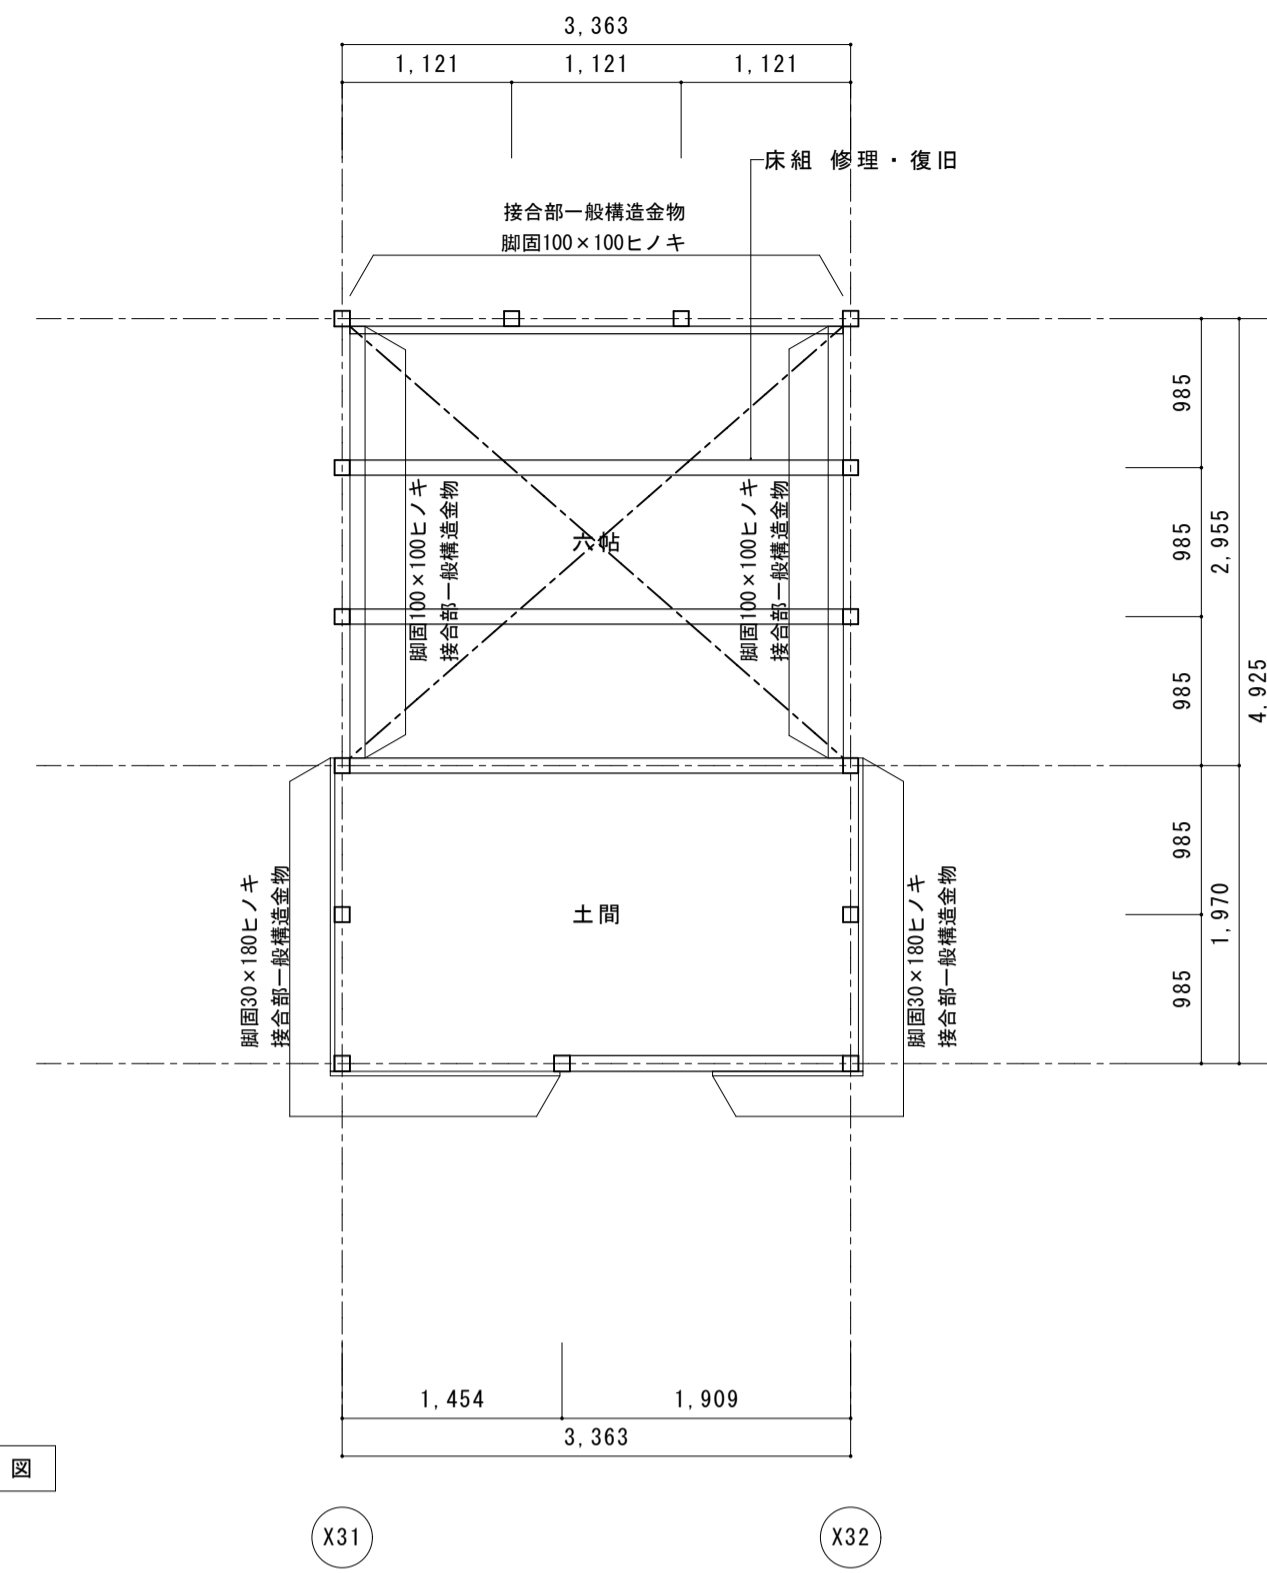 3,363
1,121
1,121
1,121
床組 修理・復旧
接合部一般構造金物
脚固100×100ヒノキ
985
985
985
2,955
4,925
脚固100×100ヒノキ
接合部一般構造金物
六帖
脚固100×100ヒノキ
接合部一般構造金物
985
985
1,970
脚固30×180ヒノキ
接合部一般構造金物
土間
脚固30×180ヒノキ
接合部一般構造金物
1,454
1,909
3,363
図
X31
X32